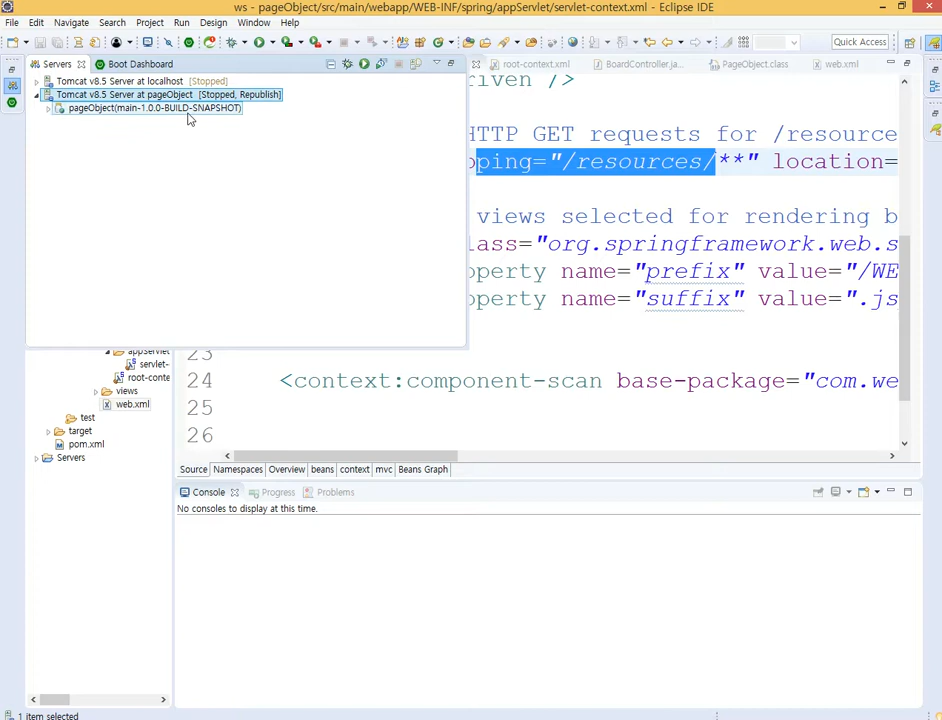 ws - pageObject/src/main/webapp/WEB-INF/spring/appServlet/servlet-context.xml - Eclipse IDE
File Edit Navigate Search Project Run Design Window Help
Quick Access
Servers Boot Dashboard
root-context.xml BoardController.ja... PageObject.class web.xml
Tomcat v8.5 Server at localhost [Stopped]
Tomcat v8.5 Server at pageObject [Stopped, Republish]
pageObject(main-1.0.0-BUILD-SNAPSHOT)
riven />
HTTP GET requests for /resource
pping="/resources/**" location=
views selected for rendering b
lass="org.springframework.web.s
operty name="prefix" value="/WE
operty name="suffix" value=".js
23
24 <context:component-scan base-package="com.we
25
26
appServlet
servlet-
root-conte
views
web.xml
test
target
pom.xml
Servers
Source Namespaces Overview beans context mvc Beans Graph
Console Progress Problems
No consoles to display at this time.
1 item selected